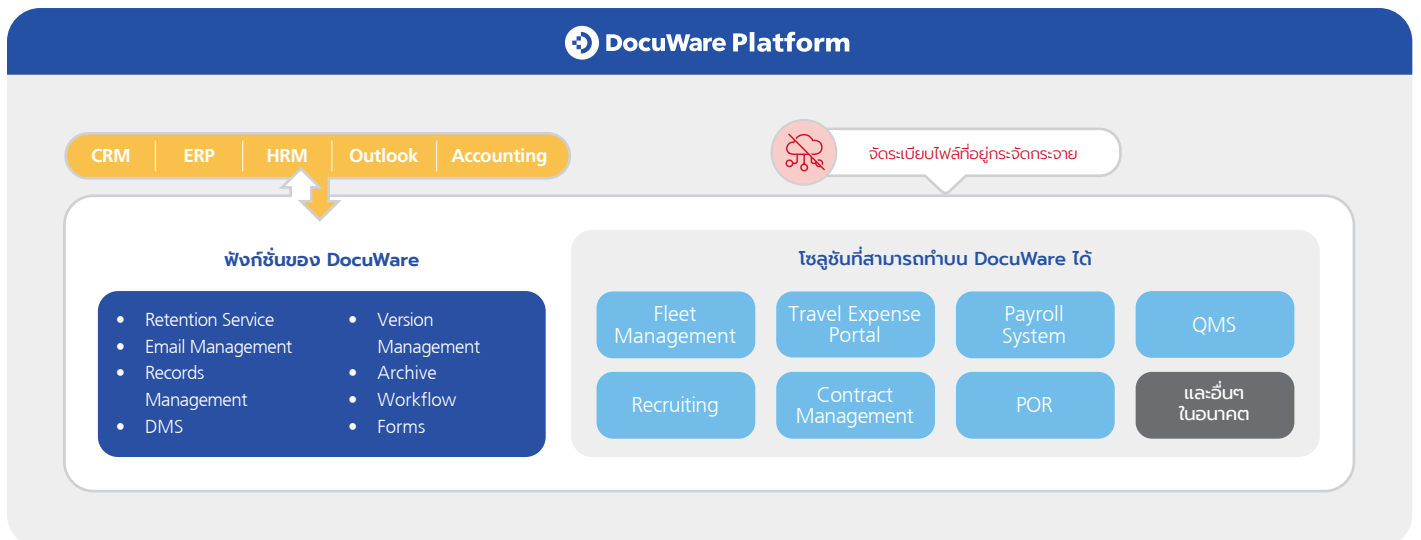 DocuWare Platform
CRM ERP HRM Outlook Accounting
จัดระเบียบไฟล์ที่อยู่กระจัดกระจาย
ฟังก์ชั่นของ DocuWare
• Retention Service
• Email Management
• Records
Management
• DMS
• Version
Management
• Archive
• Workflow
• Forms
โซลูชันที่สามารถทำบน DocuWare ได้
Fleet
Management
Travel Expense
Portal
Payroll
System
QMS
Recruiting
Contract
Management
POR
และอื่นๆ
ในอนาคต